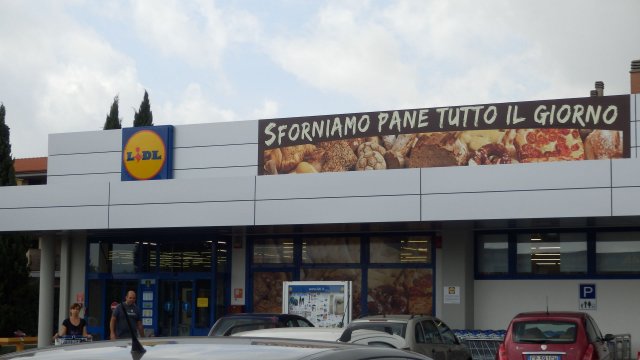 LIDL
SFORNIAMO PANE TUTTO IL GIORNO
P